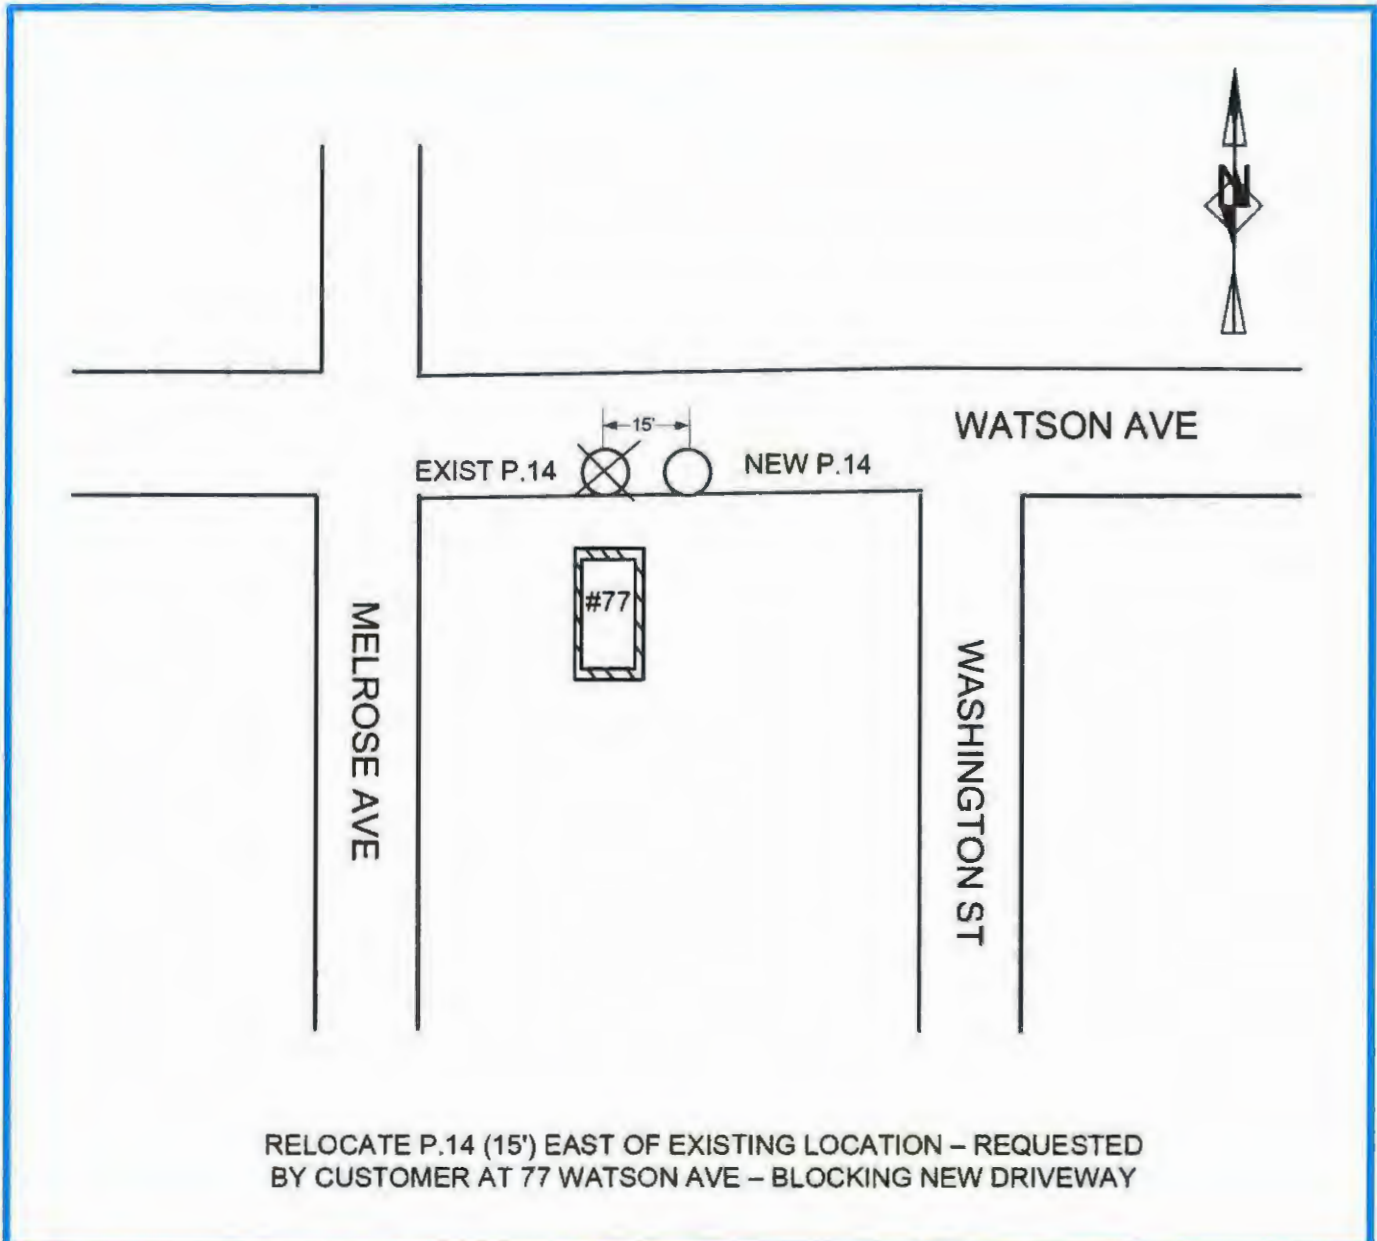 N
WATSON AVE
15'
EXIST P.14
NEW P.14
#77
MELROSE AVE
WASHINGTON ST
RELOCATE P.14 (15') EAST OF EXISTING LOCATION – REQUESTED
BY CUSTOMER AT 77 WATSON AVE – BLOCKING NEW DRIVEWAY